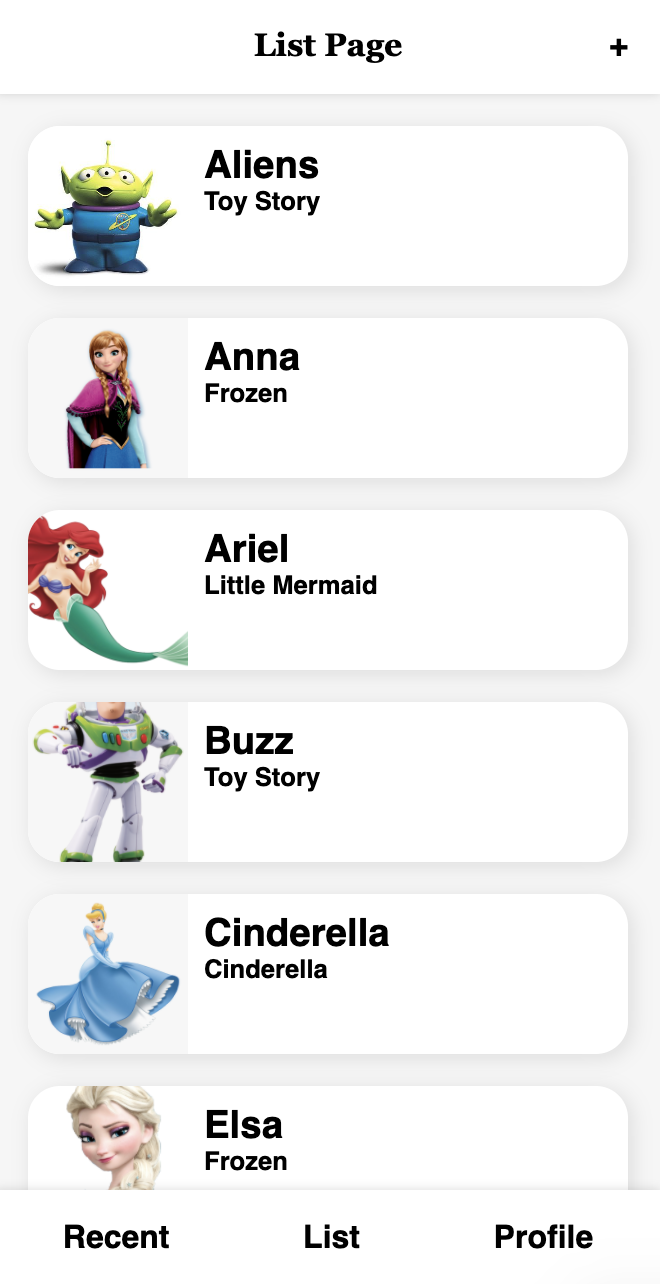 List Page
+
Aliens
Toy Story
Anna
Frozen
Ariel
Little Mermaid
Buzz
Toy Story
Cinderella
Cinderella
Elsa
Frozen
Recent List Profile